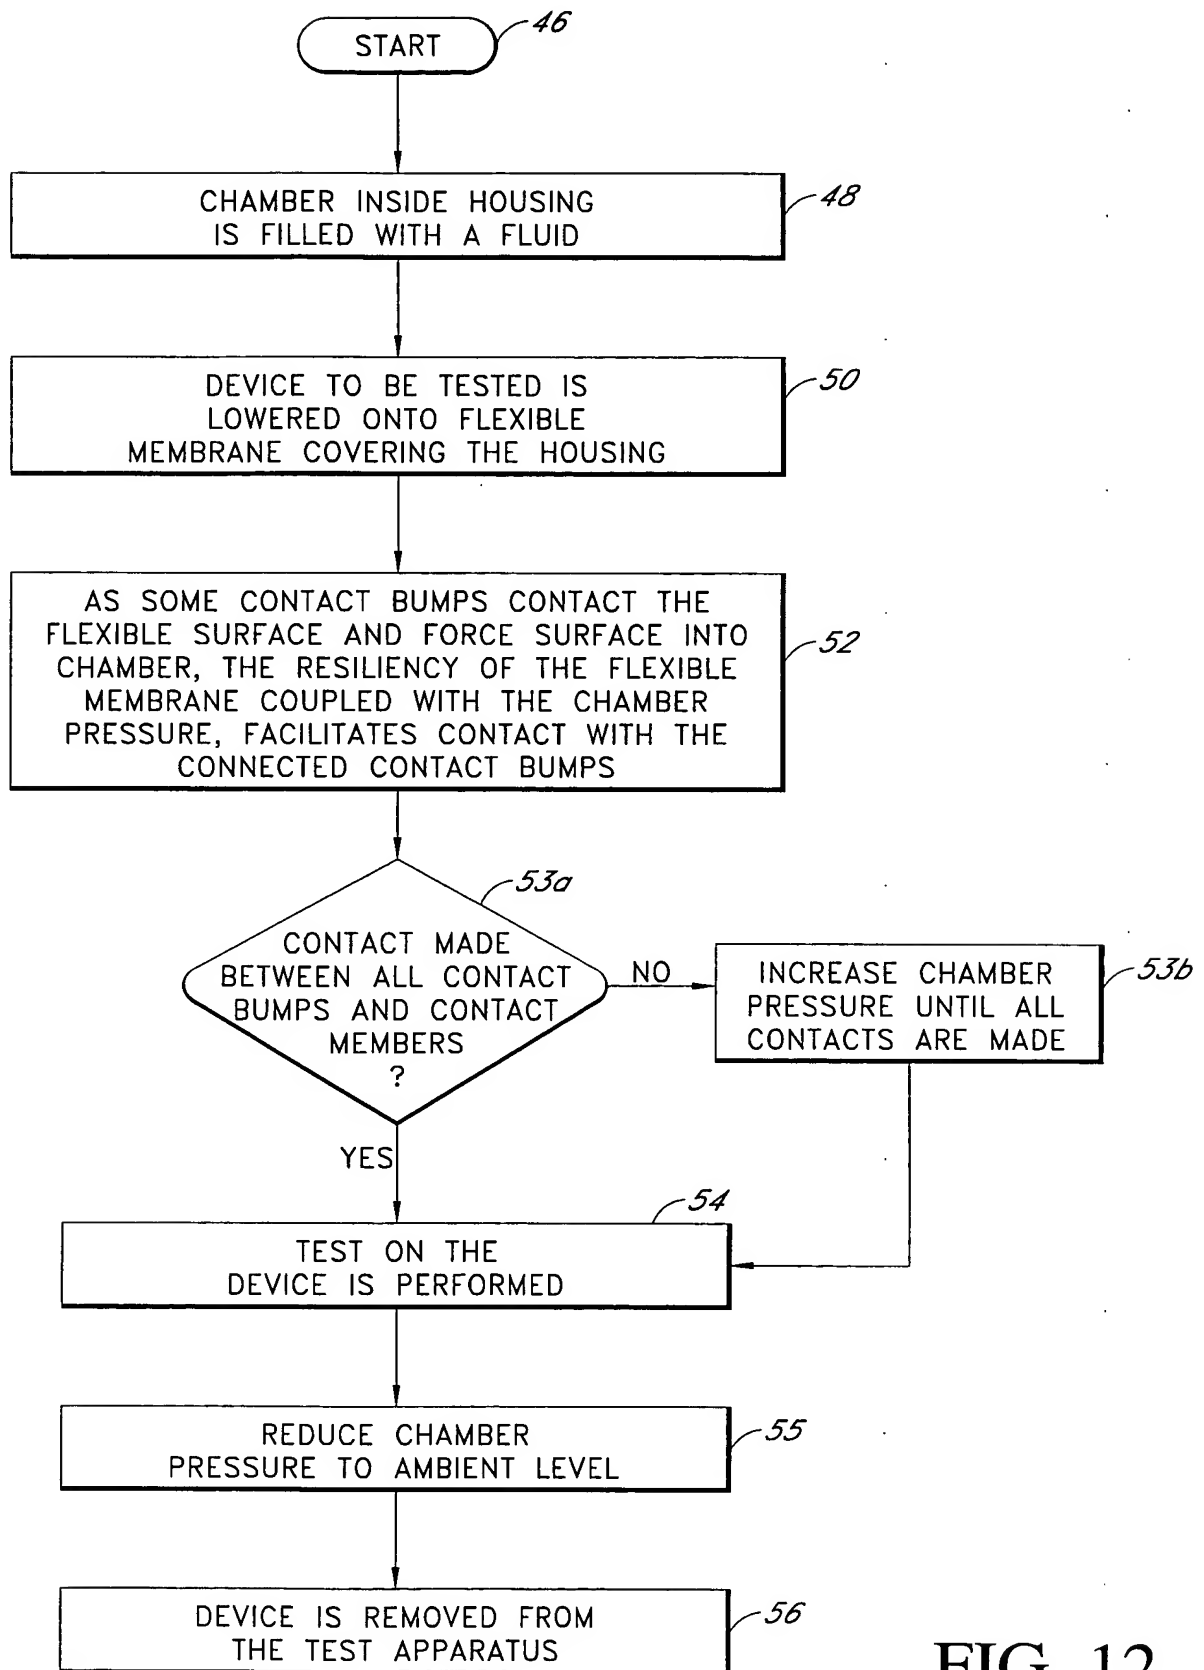 START
46
CHAMBER INSIDE HOUSING
IS FILLED WITH A FLUID
48
DEVICE TO BE TESTED IS
LOWERED ONTO FLEXIBLE
MEMBRANE COVERING THE HOUSING
50
AS SOME CONTACT BUMPS CONTACT THE
FLEXIBLE SURFACE AND FORCE SURFACE INTO
CHAMBER, THE RESILIENCY OF THE FLEXIBLE
MEMBRANE COUPLED WITH THE CHAMBER
PRESSURE, FACILITATES CONTACT WITH THE
CONNECTED CONTACT BUMPS
52
53a
CONTACT MADE
BETWEEN ALL CONTACT
BUMPS AND CONTACT
MEMBERS
?
NO
INCREASE CHAMBER
PRESSURE UNTIL ALL
CONTACTS ARE MADE
53b
YES
54
TEST ON THE
DEVICE IS PERFORMED
REDUCE CHAMBER
PRESSURE TO AMBIENT LEVEL
55
DEVICE IS REMOVED FROM
THE TEST APPARATUS
56
FIG. 12